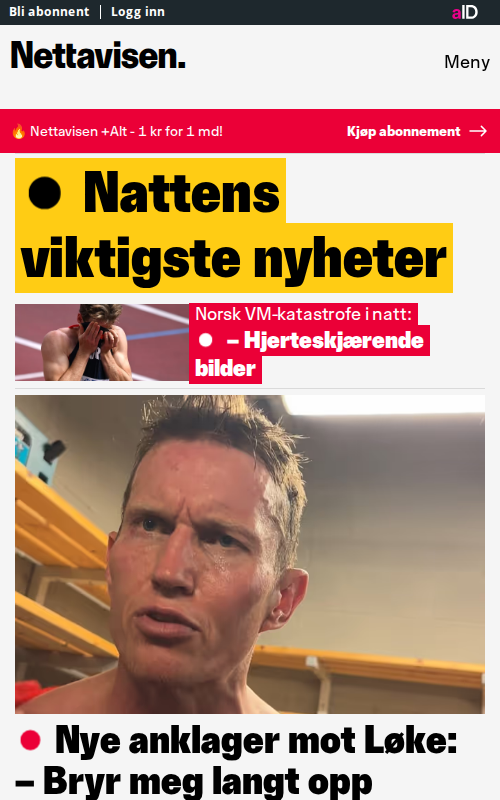 Bli abonnent | Logg inn
aID
Nettavisen.
Meny
🔥 Nettavisen +Alt - 1 kr for 1 md!
Kjøp abonnement →
Nattens
viktigste nyheter
Norsk VM-katastrofe i natt:
– Hjerteskjærende
bilder
Nye anklager mot Løke:
– Bryr meg langt opp